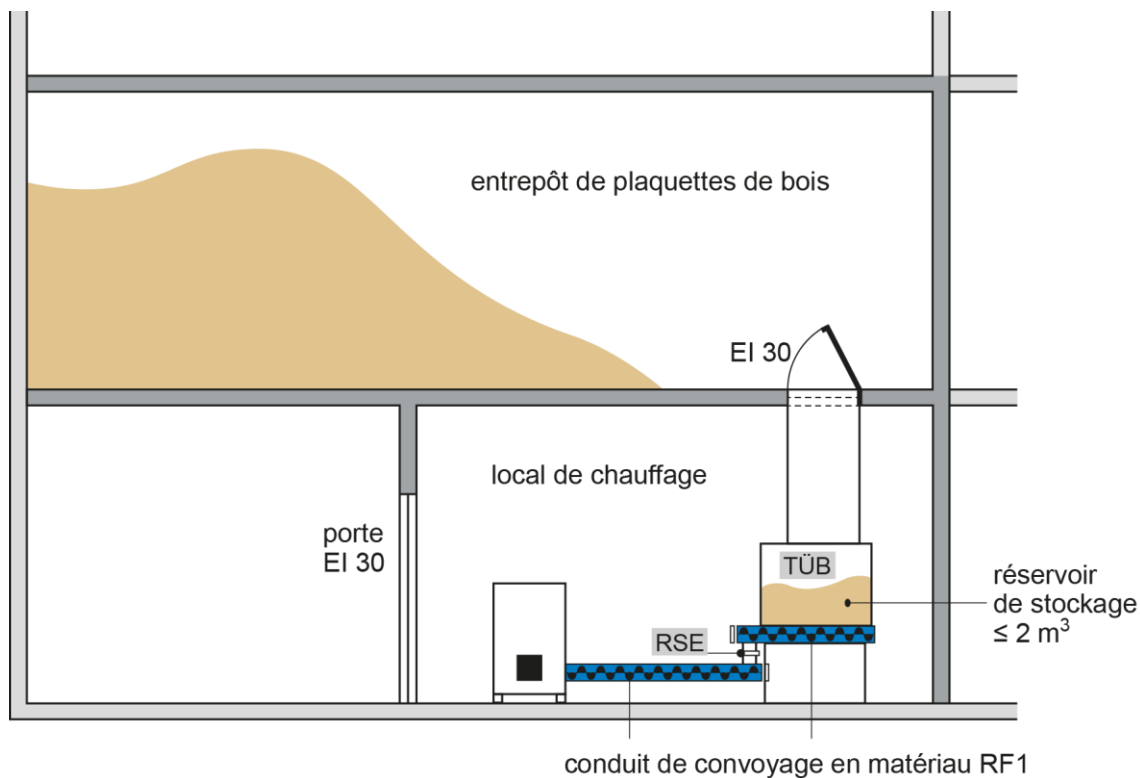 entrepôt de plaquettes de bois
EI 30
local de chauffage
porte
EI 30
TÜB
réservoir
de stockage
≤ 2 m³
RSE
conduit de convoyage en matériau RF1